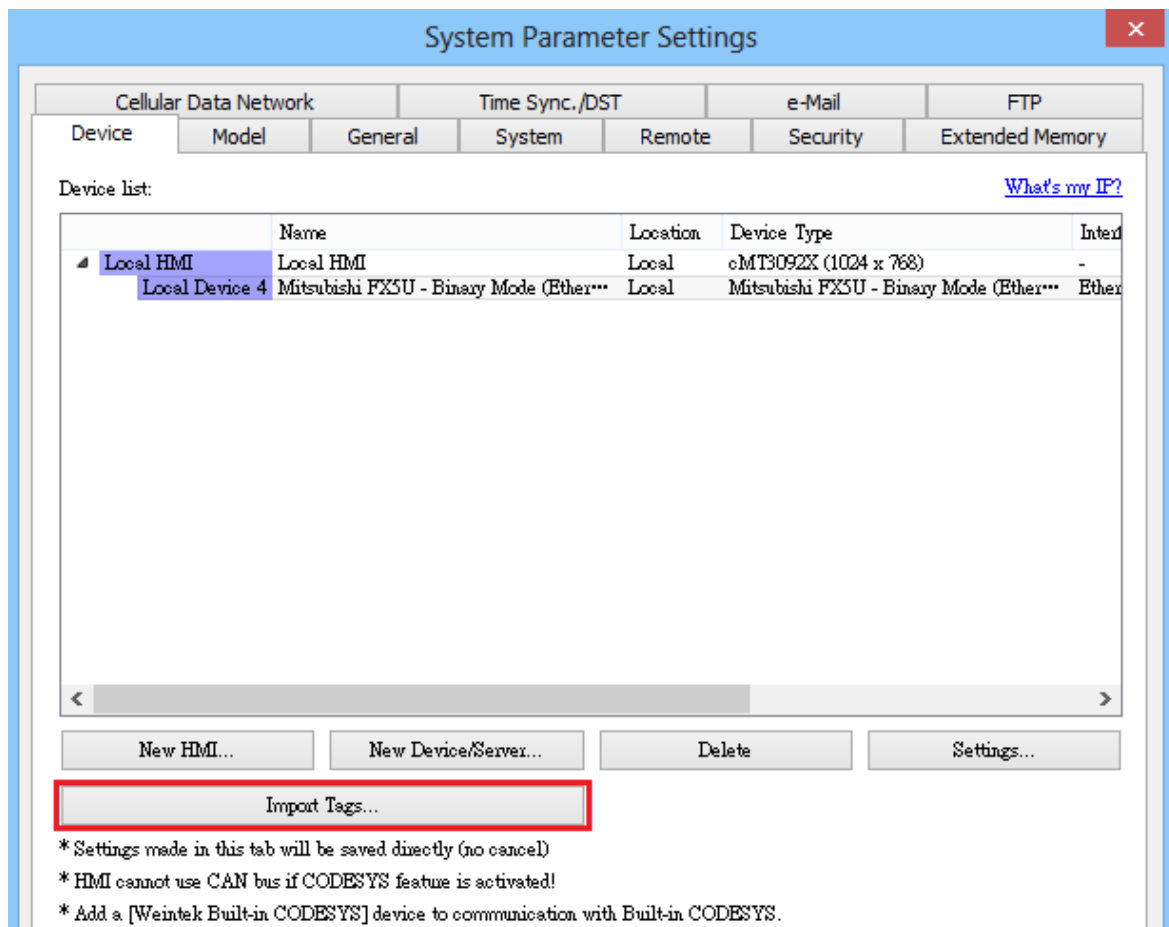 System Parameter Settings
Cellular Data Network Time Sync./DST e-Mail FTP
Device Model General System Remote Security Extended Memory
Device list: What's my IP?
Name Location Device Type Interf
Local HMI Local HMI Local cMT3092X (1024 x 768) -
Local Device 4 Mitsubishi FX5U - Binary Mode (Ether··· Local Mitsubishi FX5U - Binary Mode (Ether··· Ether
New HMI... New Device/Server... Delete Settings...
Import Tags...
* Settings made in this tab will be saved directly (no cancel)
* HMI cannot use CAN bus if CODESYS feature is activated!
* Add a [Weintek Built-in CODESYS] device to communication with Built-in CODESYS.